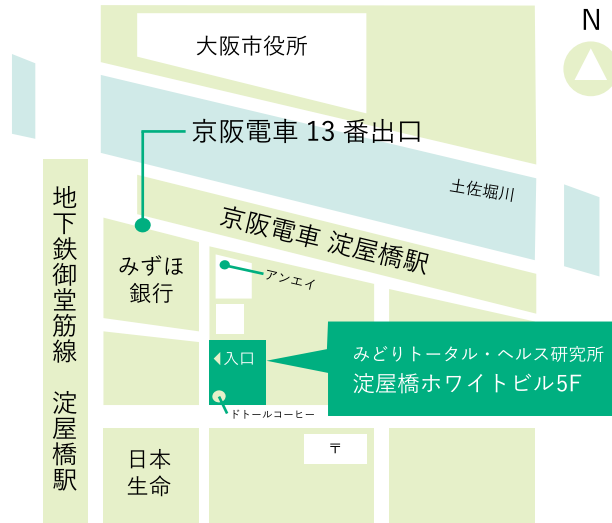 N
大阪市役所
京阪電車 13 番出口
土佐堀川
京阪電車 淀屋橋駅
地下鉄御堂筋線 淀屋橋駅
みずほ
銀行
アンエイ
入口
みどりトータル・ヘルス研究所
淀屋橋ホワイトビル5F
ドトールコーヒー
日本
生命
〒